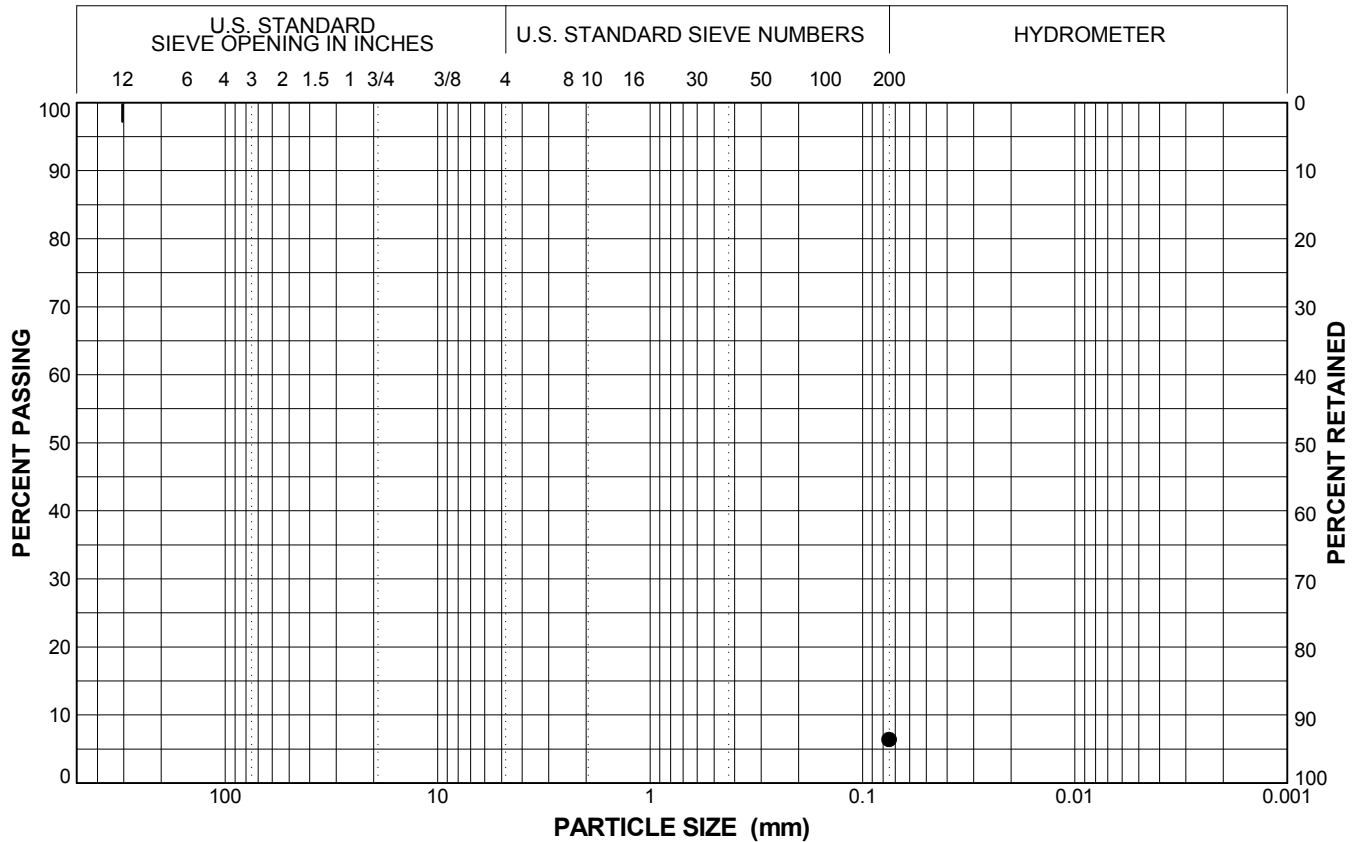 U.S. STANDARD
SIEVE OPENING IN INCHES
U.S. STANDARD SIEVE NUMBERS
HYDROMETER
12 6 4 3 2 1.5 1 3/4 3/8 4 8 10 16 30 50 100 200
100 0
90 10
80 20
70 30
60 40
50 50
40 60
30 70
20 80
10 90
0 100
PERCENT PASSING
PERCENT RETAINED
100 10 1 0.1 0.01 0.001
PARTICLE SIZE (mm)